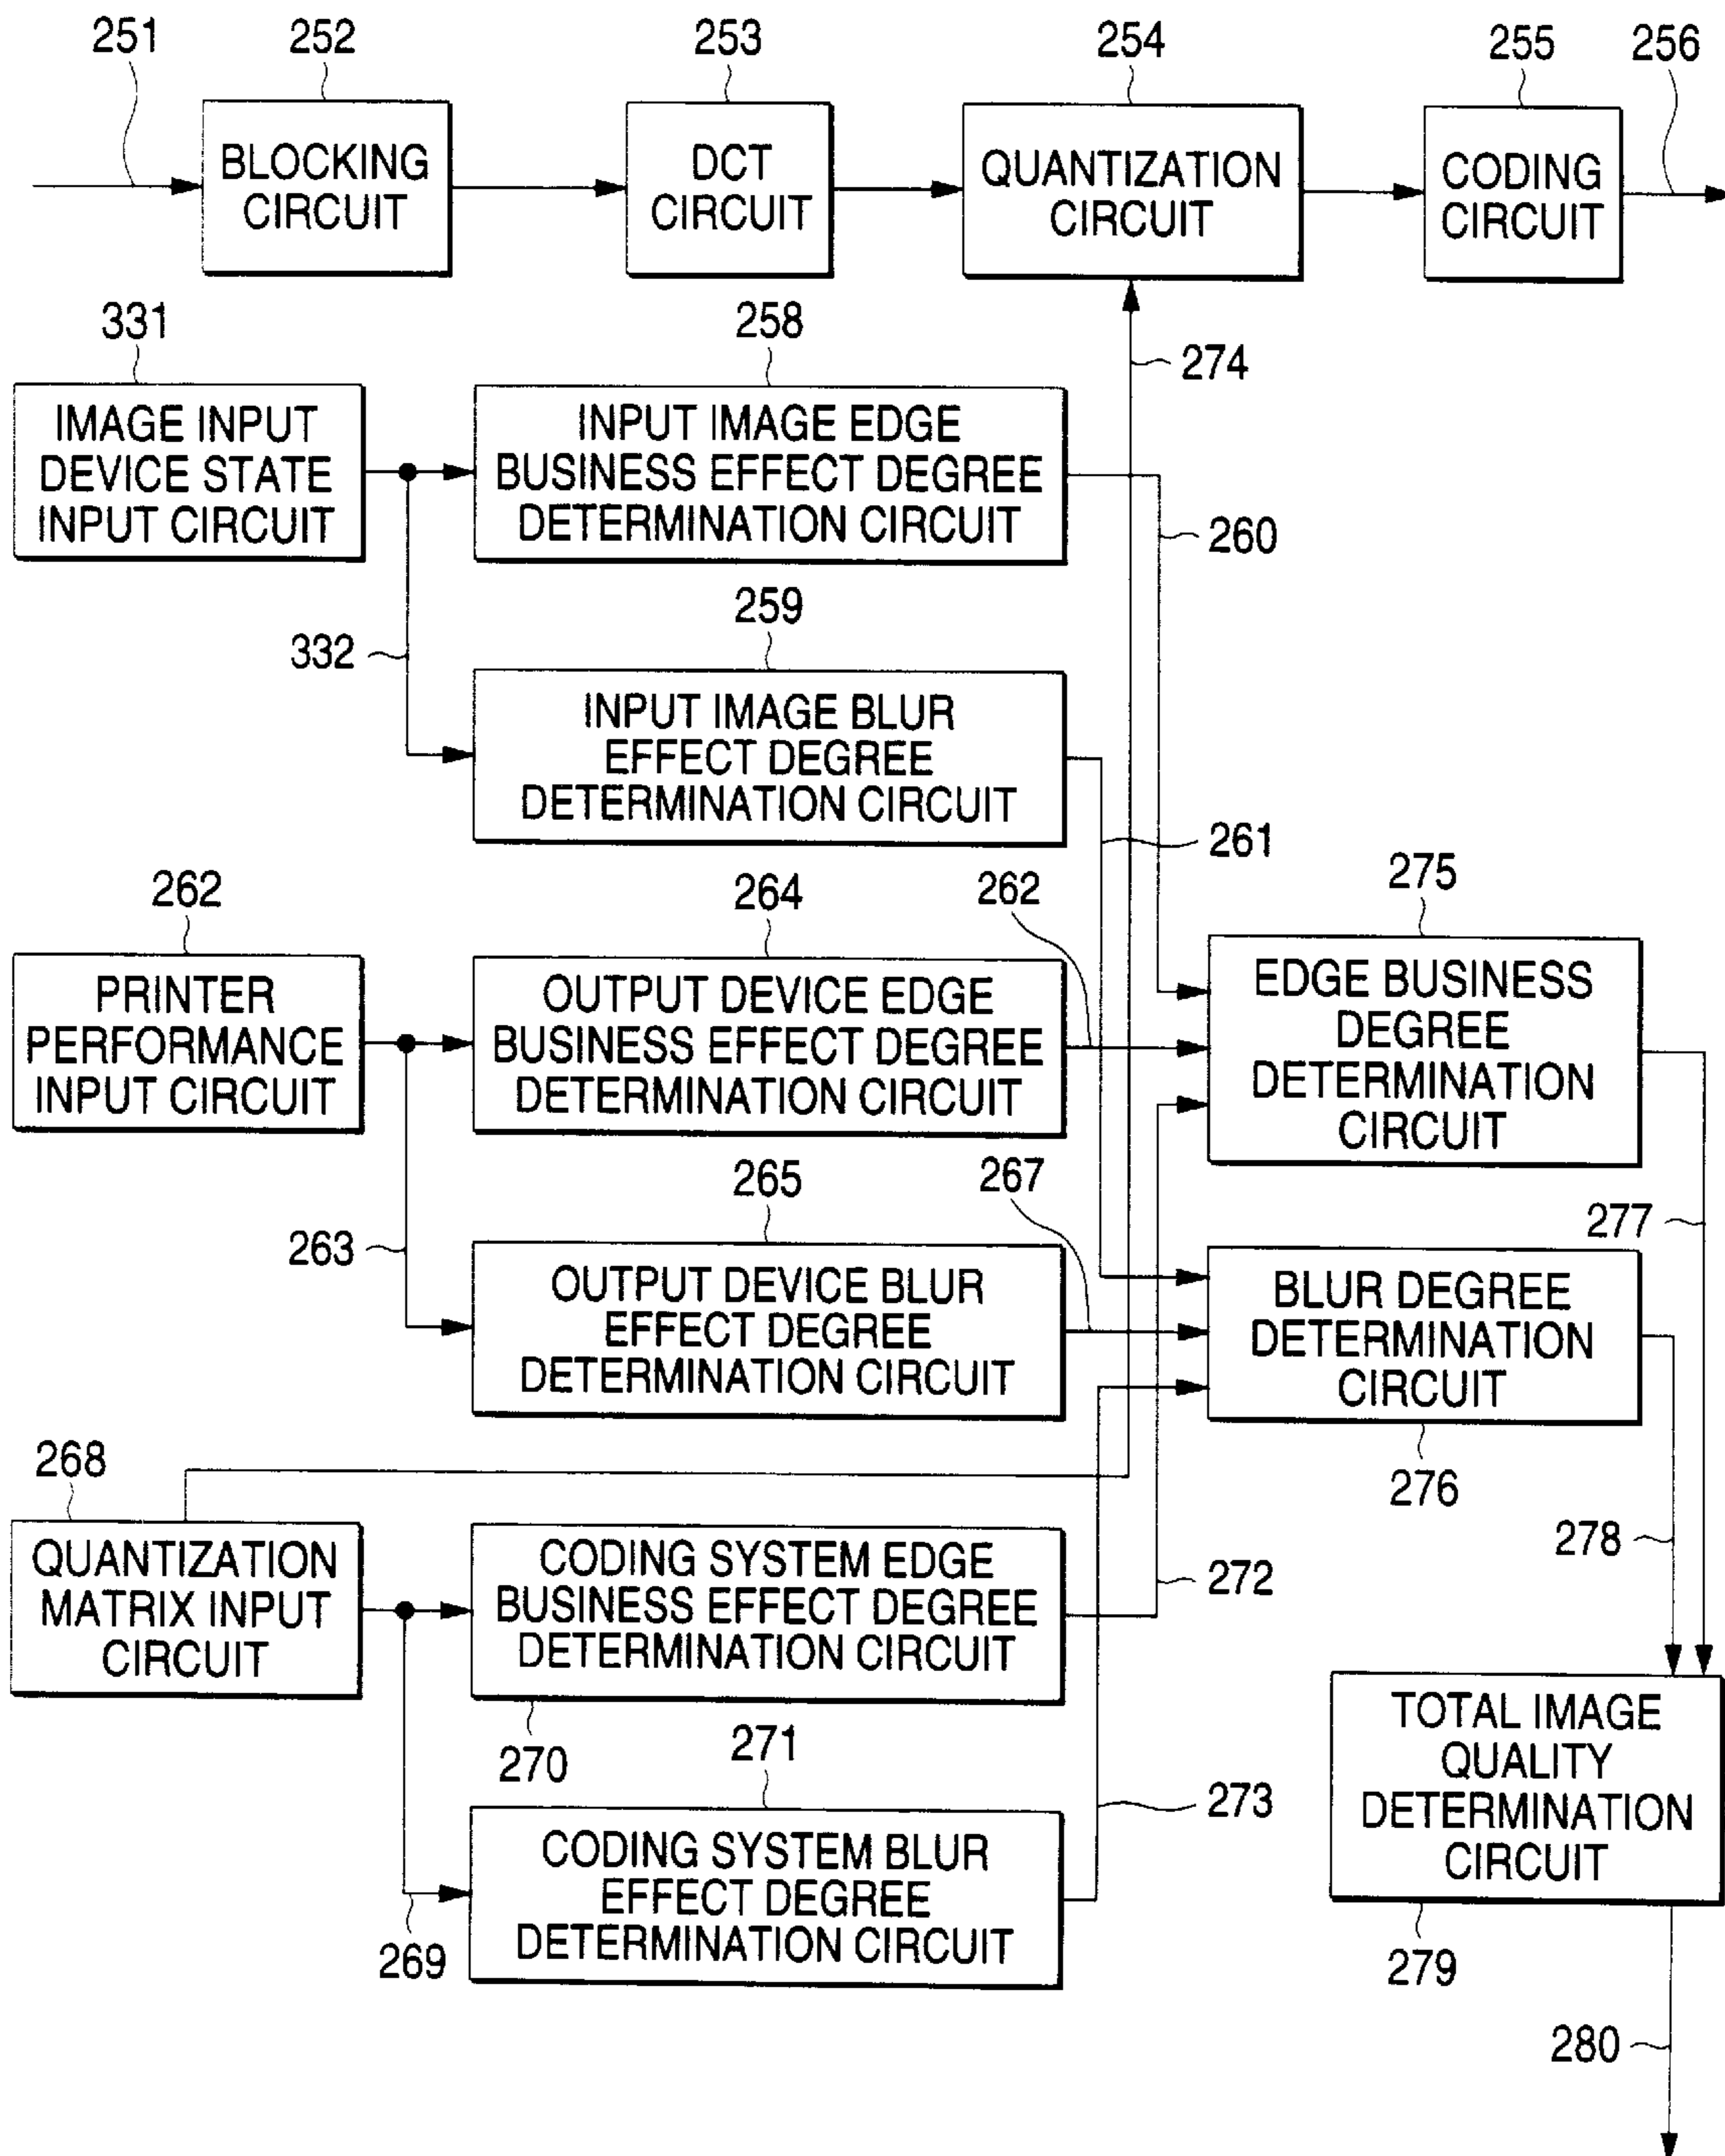 251
252
253
254
255
256
BLOCKING
CIRCUIT
DCT
CIRCUIT
QUANTIZATION
CIRCUIT
CODING
CIRCUIT
331
258
274
IMAGE INPUT
DEVICE STATE
INPUT CIRCUIT
INPUT IMAGE EDGE
BUSINESS EFFECT DEGREE
DETERMINATION CIRCUIT
260
259
332
INPUT IMAGE BLUR
EFFECT DEGREE
DETERMINATION CIRCUIT
261
262
264
262
275
PRINTER
PERFORMANCE
INPUT CIRCUIT
OUTPUT DEVICE EDGE
BUSINESS EFFECT DEGREE
DETERMINATION CIRCUIT
EDGE BUSINESS
DEGREE
DETERMINATION
CIRCUIT
265
267
277
263
OUTPUT DEVICE BLUR
EFFECT DEGREE
DETERMINATION CIRCUIT
BLUR DEGREE
DETERMINATION
CIRCUIT
268
276
278
QUANTIZATION
MATRIX INPUT
CIRCUIT
CODING SYSTEM EDGE
BUSINESS EFFECT DEGREE
DETERMINATION CIRCUIT
272
270
271
273
CODING SYSTEM BLUR
EFFECT DEGREE
DETERMINATION CIRCUIT
269
TOTAL IMAGE
QUALITY
DETERMINATION
CIRCUIT
279
280